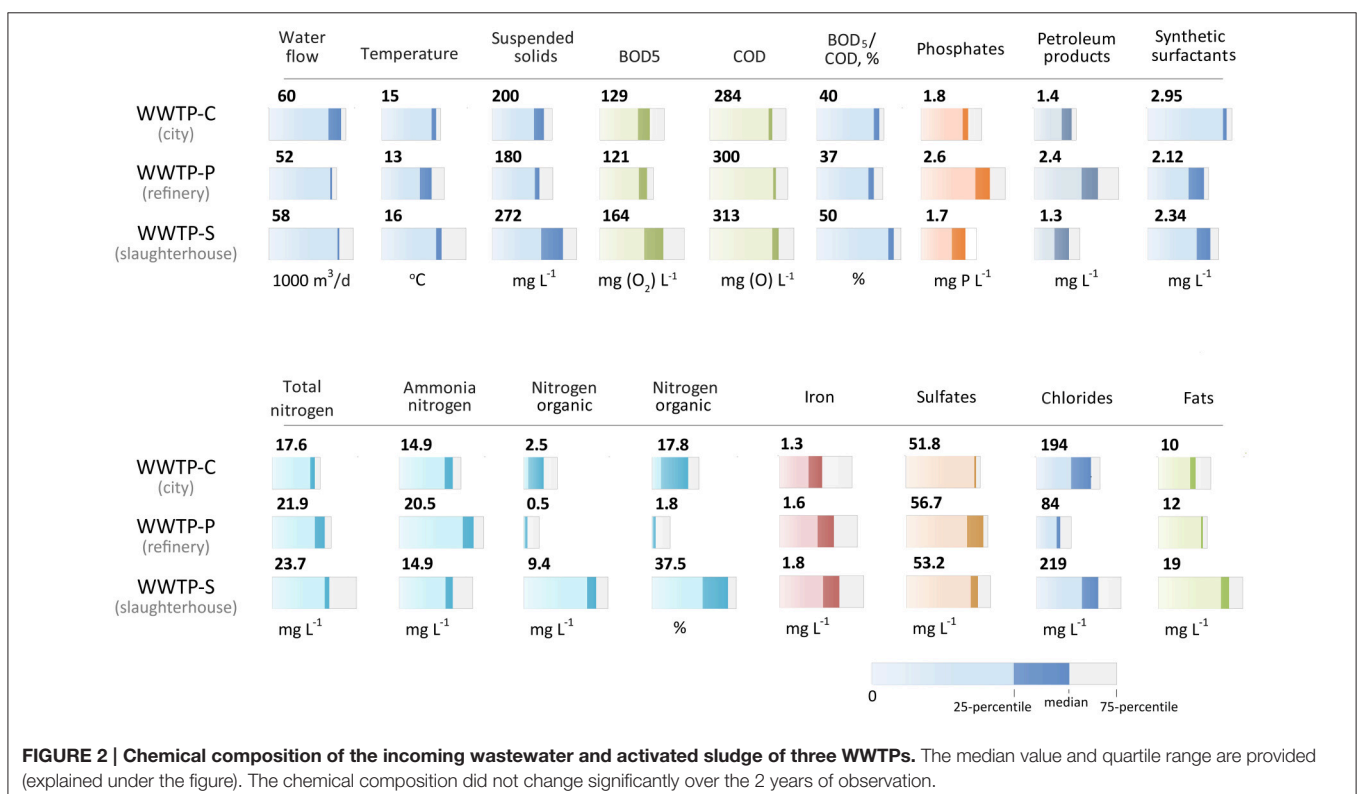 Water flow Temperature Suspended solids BOD5 COD BOD₅/ COD, % Phosphates Petroleum products Synthetic surfactants
60 15 200 129 284 40 1.8 1.4 2.95
WWTP-C
(city)
52 13 180 121 300 37 2.6 2.4 2.12
WWTP-P
(refinery)
58 16 272 164 313 50 1.7 1.3 2.34
WWTP-S
(slaughterhouse)
1000 m³/d °C mg L⁻¹ mg (O₂) L⁻¹ mg (O) L⁻¹ % mg P L⁻¹ mg L⁻¹ mg L⁻¹
Total nitrogen Ammonia nitrogen Nitrogen organic Nitrogen organic Iron Sulfates Chlorides Fats
17.6 14.9 2.5 17.8 1.3 51.8 194 10
WWTP-C
(city)
21.9 20.5 0.5 1.8 1.6 56.7 84 12
WWTP-P
(refinery)
23.7 14.9 9.4 37.5 1.8 53.2 219 19
WWTP-S
(slaughterhouse)
mg L⁻¹ mg L⁻¹ mg L⁻¹ % mg L⁻¹ mg L⁻¹ mg L⁻¹ mg L⁻¹
0 25-percentile median 75-percentile
FIGURE 2 | Chemical composition of the incoming wastewater and activated sludge of three WWTPs. The median value and quartile range are provided
(explained under the figure). The chemical composition did not change significantly over the 2 years of observation.